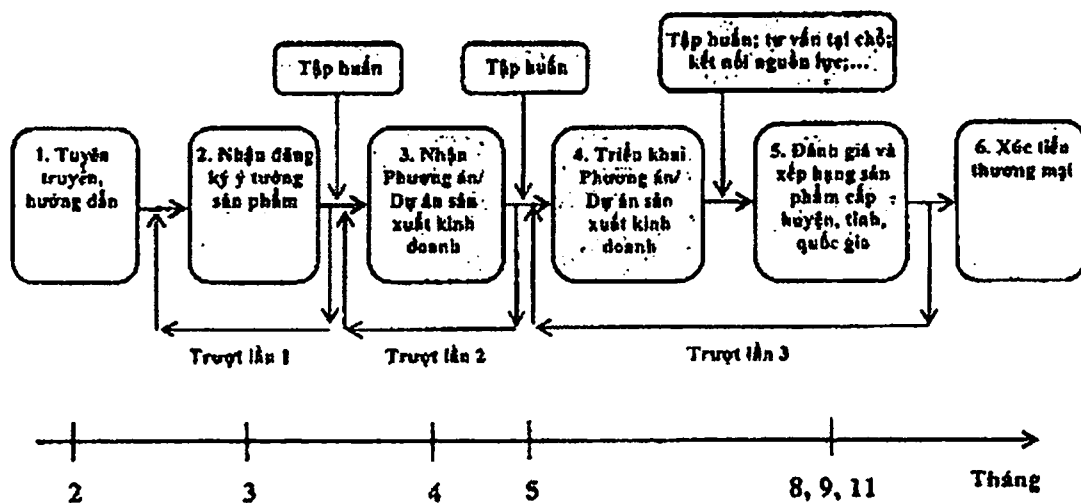 Tập huấn
Tập huấn
Tập huấn; tư vấn tại chỗ;
kết nối nguồn lực;...
1. Tuyên
truyền,
hướng dẫn
2. Nhận đăng
ký ý tưởng
sản phẩm
3. Nhận
Phương án/
Dự án sản
xuất kinh
doanh
4. Triển khai
Phương án/
Dự án sản
xuất kinh
doanh
5. Đánh giá và
xếp hạng sản
phẩm cấp
huyện, tỉnh,
quốc gia
6. Xúc tiến
thương mại
Trượt lần 1
Trượt lần 2
Trượt lần 3
2
3
4
5
8, 9, 11
Tháng